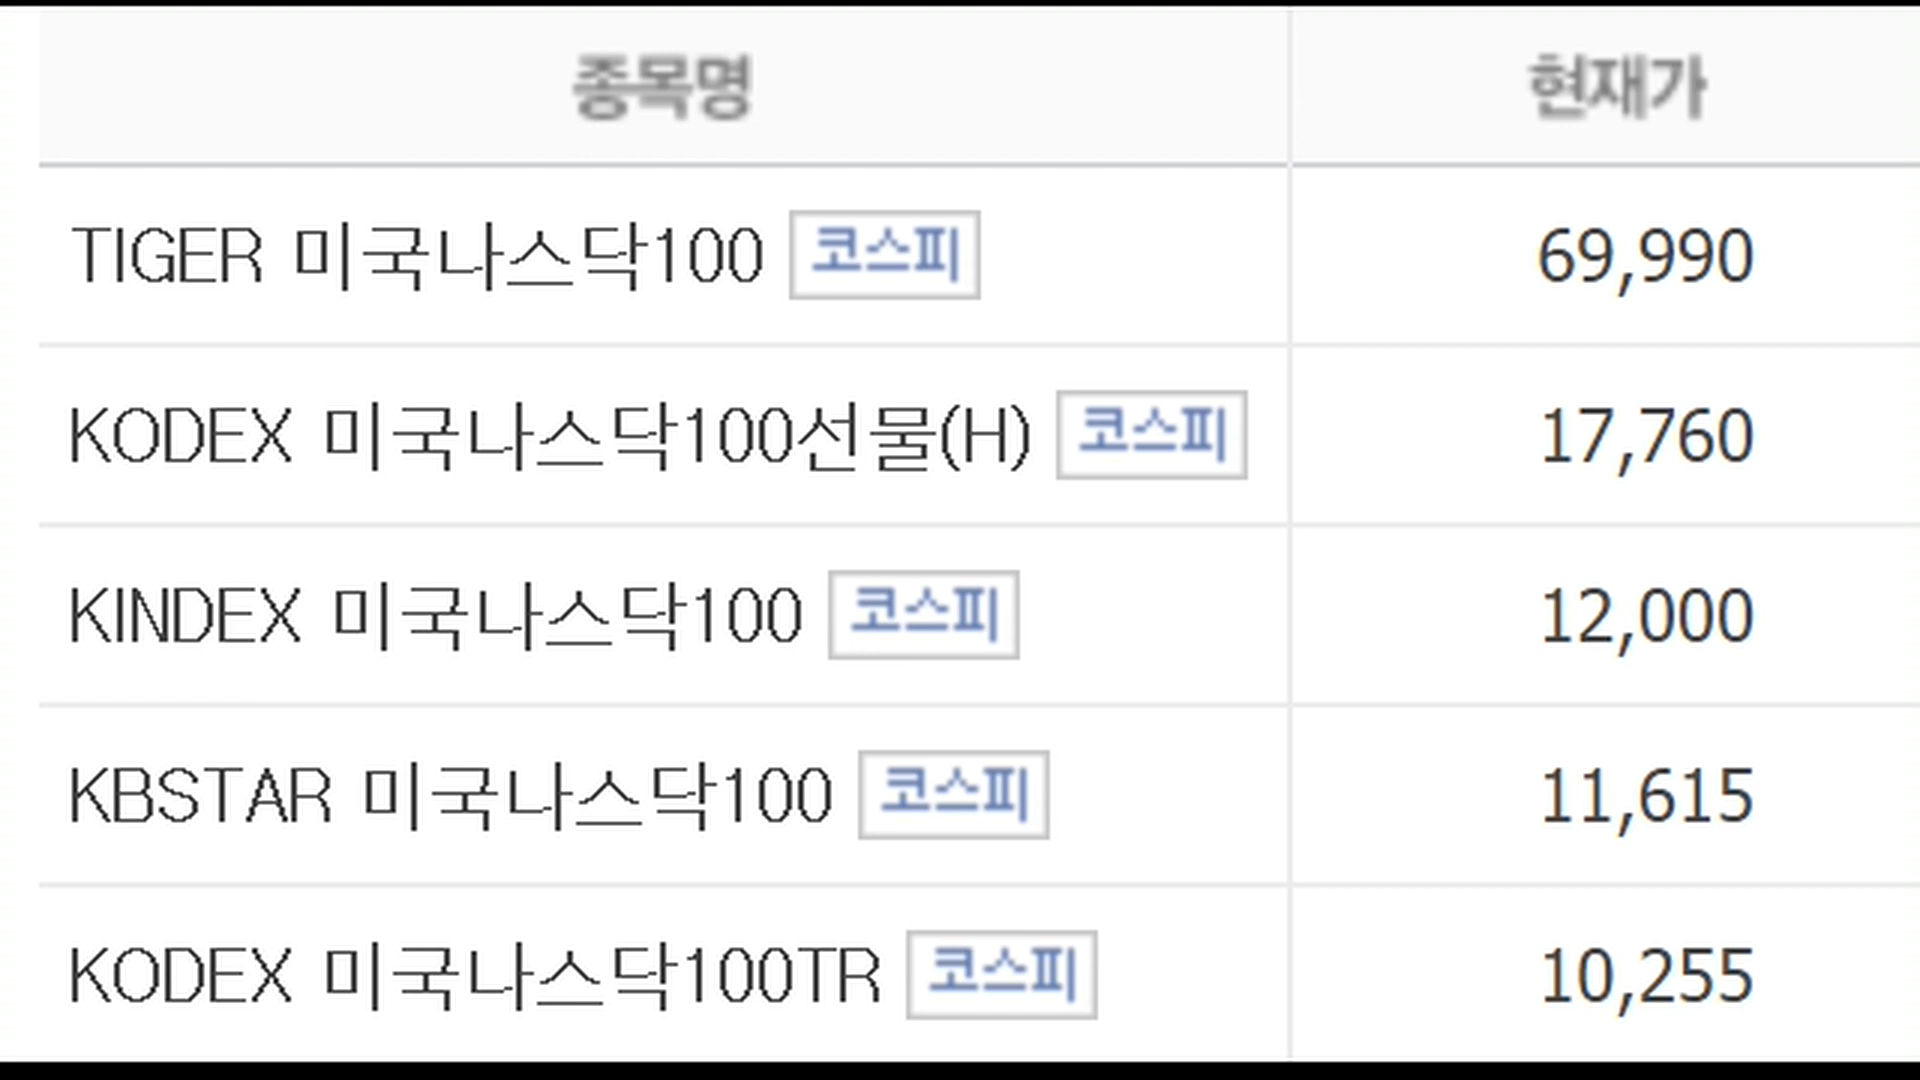 종목명 현재가
TIGER 미국나스닥100 코스피 69,990
KODEX 미국나스닥100선물(H) 코스피 17,760
KINDEX 미국나스닥100 코스피 12,000
KBSTAR 미국나스닥100 코스피 11,615
KODEX 미국나스닥100TR 코스피 10,255